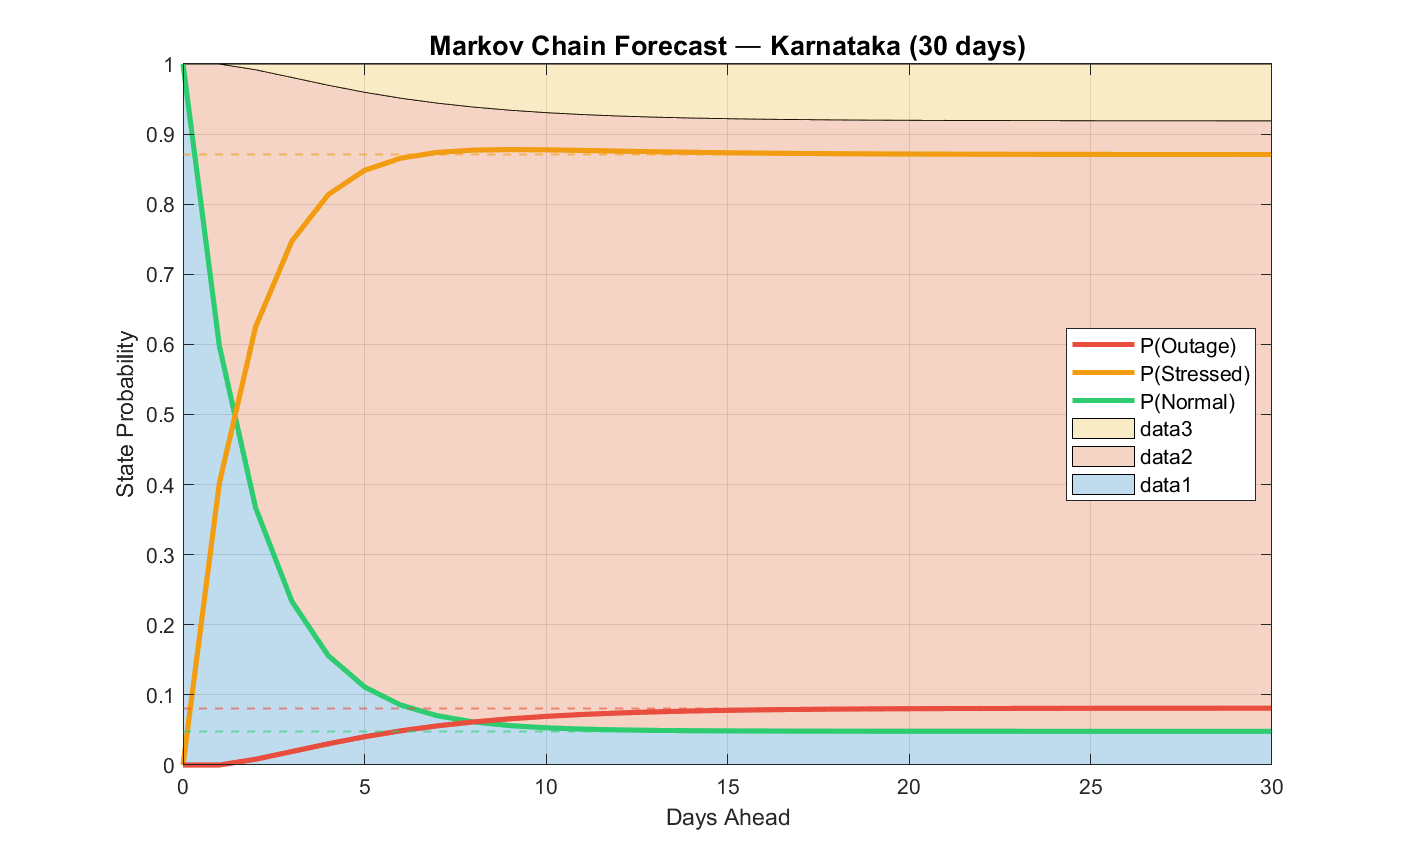 Markov Chain Forecast — Karnataka (30 days)
1
0.9
0.8
0.7
0.6
0.5
0.4
0.3
0.2
0.1
0
State Probability
P(Outage)
P(Stressed)
P(Normal)
data3
data2
data1
0 5 10 15 20 25 30
Days Ahead